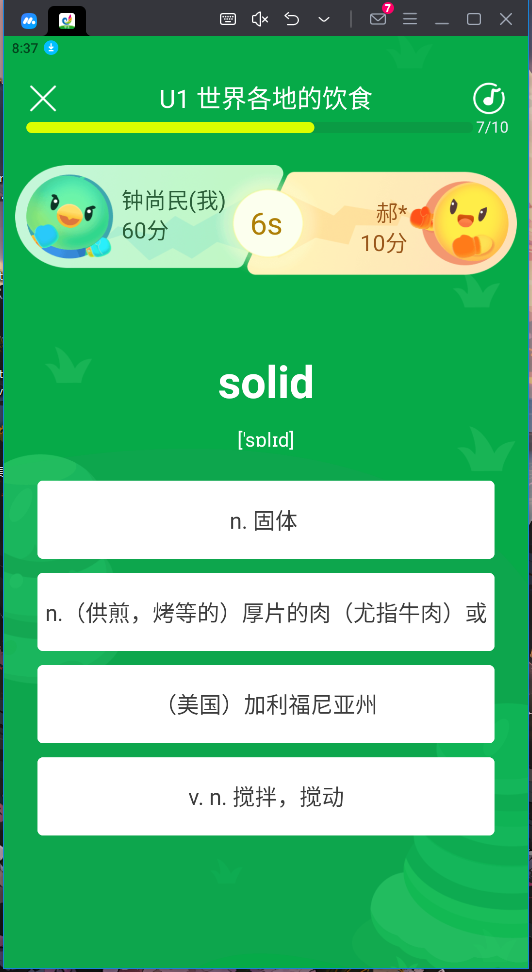 7
8:37
U1 世界各地的饮食
7/10
钟尚民(我)
60分
6s
郝*
10分
solid
['sɒlɪd]
n. 固体
n.（供煎，烤等的）厚片的肉（尤指牛肉）或
（美国）加利福尼亚州
v. n. 搅拌，搅动